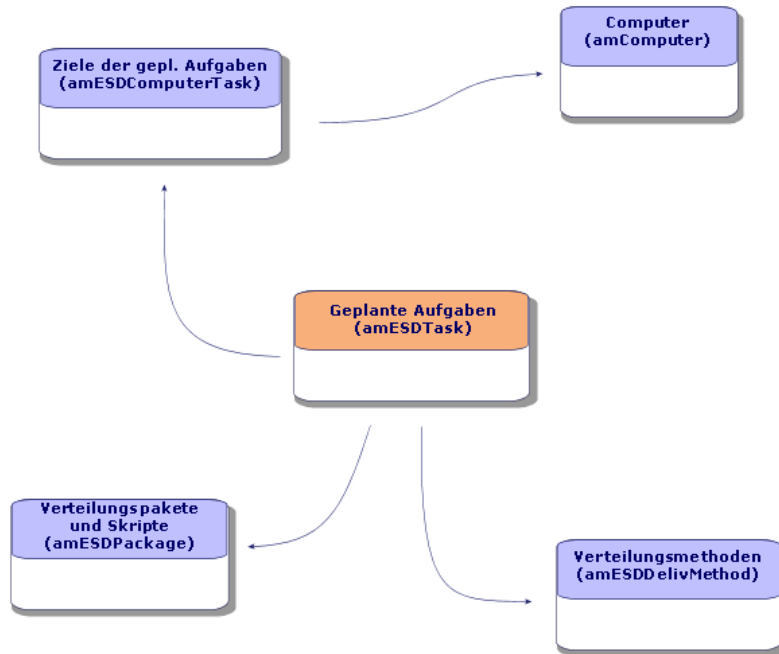 Computer
(amComputer)
Ziele der gepl. Aufgaben
(amESDComputerTask)
Geplante Aufgaben
(amESDTask)
Verteilungspakete
und Skripte
(amESDPackage)
Verteilungsmethoden
(amESDDelivMethod)